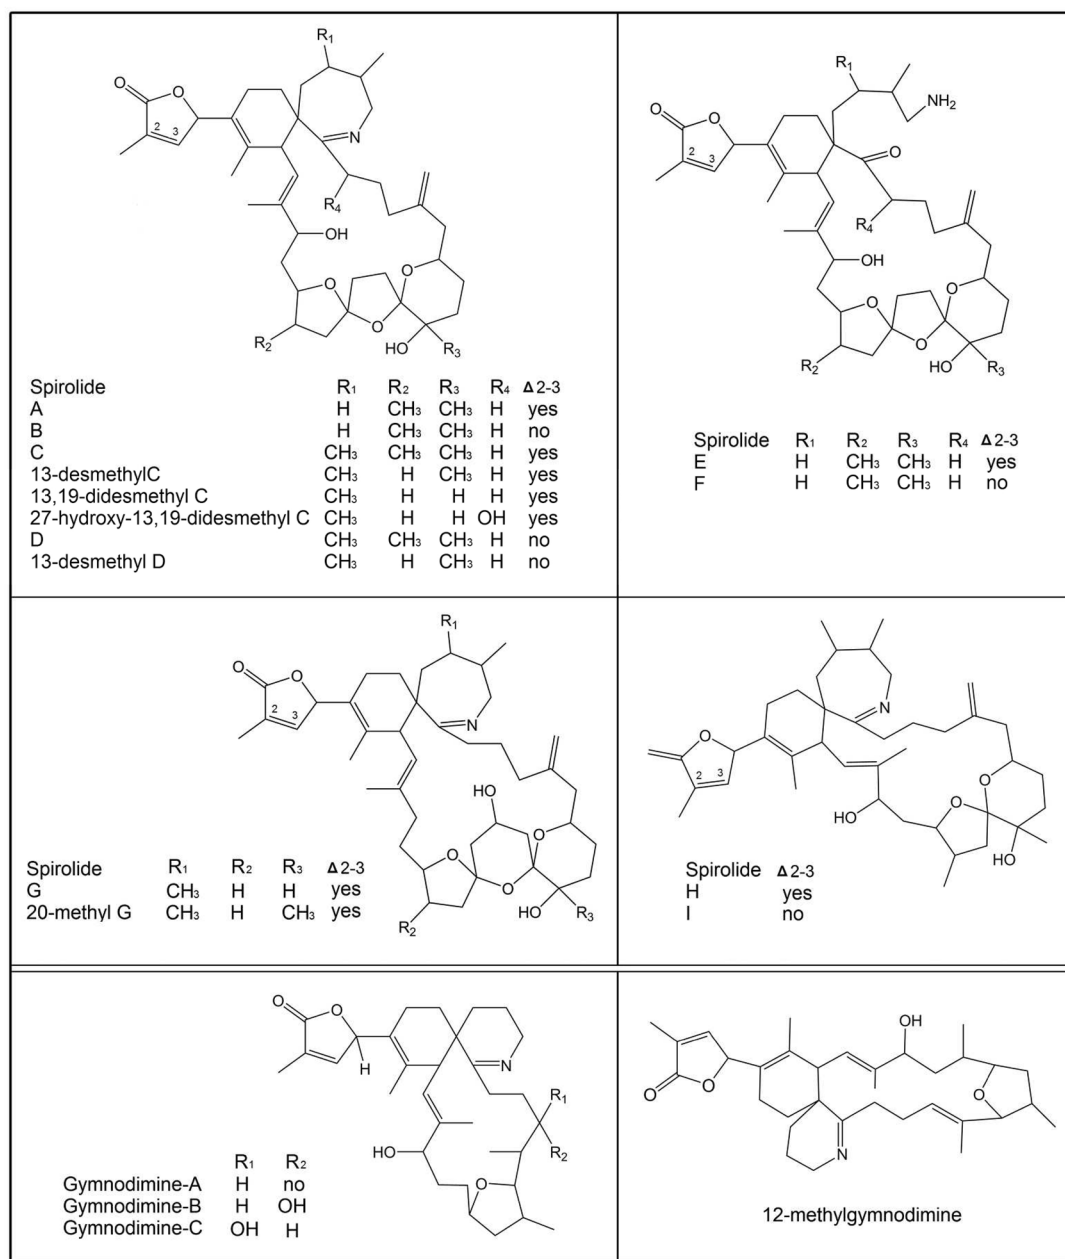 R1
O
O
2
3
N
R4
OH
O
O
O
R2
HO
R3
Spirolide R1 R2 R3 R4 Δ2-3
A H CH3 CH3 H yes
B H CH3 CH3 H no
C CH3 CH3 CH3 H yes
13-desmethylC CH3 H CH3 H yes
13,19-didesmethyl C CH3 H H H yes
27-hydroxy-13,19-didesmethyl C CH3 H H OH yes
D CH3 CH3 CH3 H no
13-desmethyl D CH3 H CH3 H no
R1
NH2
O
O
2
3
O
R4
OH
O
O
O
R2
HO
R3
Spirolide R1 R2 R3 R4 Δ2-3
E H CH3 CH3 H yes
F H CH3 CH3 H no
R1
O
O
2
3
N
HO
O
O
O
HO
R3
R2
Spirolide R1 R2 R3 Δ2-3
G CH3 H H yes
20-methyl G CH3 H CH3 yes
N
O
2
3
HO
O
O
HO
Spirolide Δ2-3
H yes
I no
O
O
H
N
R1
R2
HO
O
R1 R2
Gymnodimine-A H no
Gymnodimine-B H OH
Gymnodimine-C OH H
OH
O
O
O
N
12-methylgymnodimine